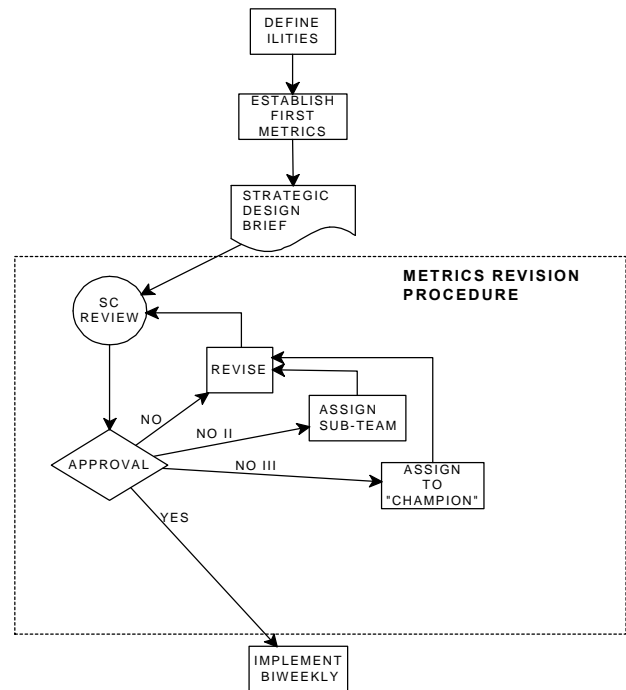 DEFINE
ILITIES
ESTABLISH
FIRST
METRICS
STRATEGIC
DESIGN
BRIEF
METRICS REVISION
PROCEDURE
SC
REVIEW
REVISE
ASSIGN
SUB-TEAM
NO
NO II
APPROVAL
NO III
ASSIGN
TO
"CHAMPION"
YES
IMPLEMENT
BIWEEKLY